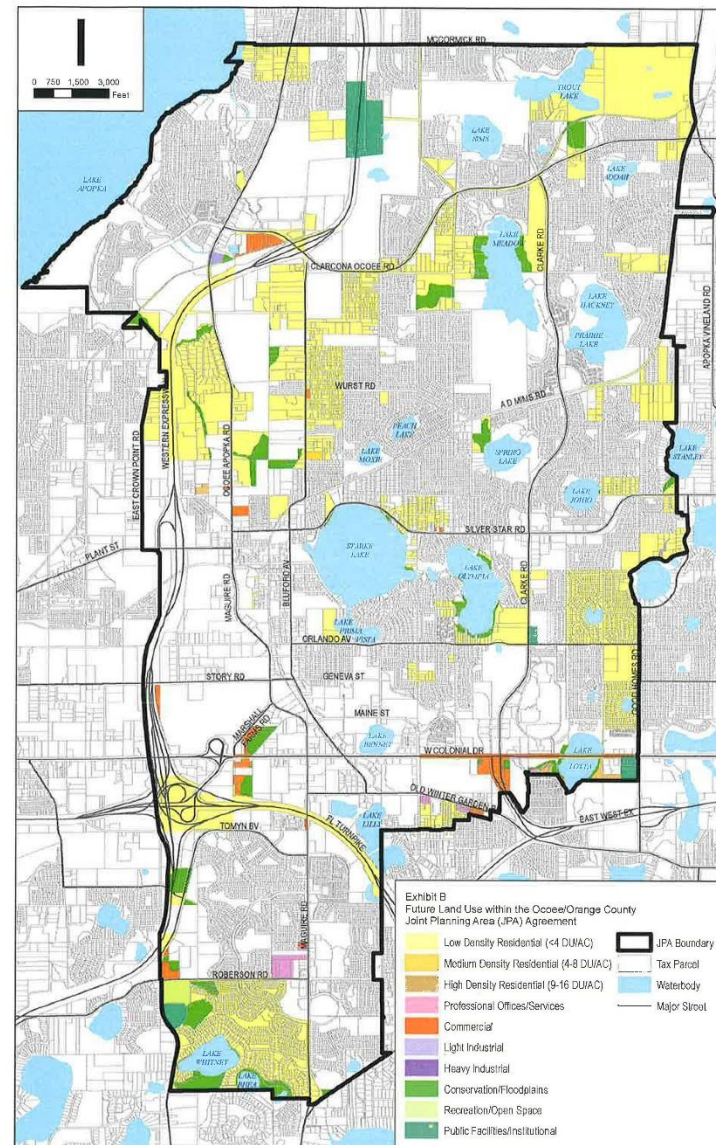 MCCORMICK RD
0 750 1,500 3,000
Feet
TROUT
LAKE
LAKE
SIMS
LAKE
ADDAH
LAKE
APOPKA
LAKE
MEADOW
CLARCONA OCOEE RD
CLARKE RD
LAKE
HACKNEY
PRAIRIE
LAKE
APOPKA VINELAND RD
WURST RD
A D MIMS RD
PEACH
LAKE
LAKE
MOXIE
SPRING
LAKE
LAKE
STANLEY
LAKE
JOHIO
EAST CROWN POINT RD
OCOEE APOPKA RD
SILVER STAR RD
PLANT ST
STARKE
LAKE
LAKE
OLYMPIA
CLARKE RD
MAGUIRE RD
BLUFORD AV
LAKE
PRIMA
VISTA
ORLANDO AV
STORY RD
GENEVA ST
GOOD HOMES RD
MARSHALL
FARMS RD
MAINE ST
LAKE
BENNET
W COLONIAL DR
LAKE
LOTTA
OLD WINTER GARDEN
LAKE
LILLY
EAST WEST EX
TOMYN BV
FL TURNPIKE
MAGUIRE RD
ROBERSON RD
LAKE
WHITNEY
LAKE
RHEA
Exhibit B
Future Land Use within the Ocoee/Orange County
Joint Planning Area (JPA) Agreement
Low Density Residential (<4 DU/AC)
Medium Density Residential (4-8 DU/AC)
High Density Residential (9-16 DU/AC)
Professional Offices/Services
Commercial
Light Industrial
Heavy Industrial
Conservation/Floodplains
Recreation/Open Space
Public Facilities/Institutional
JPA Boundary
Tax Parcel
Waterbody
Major Street